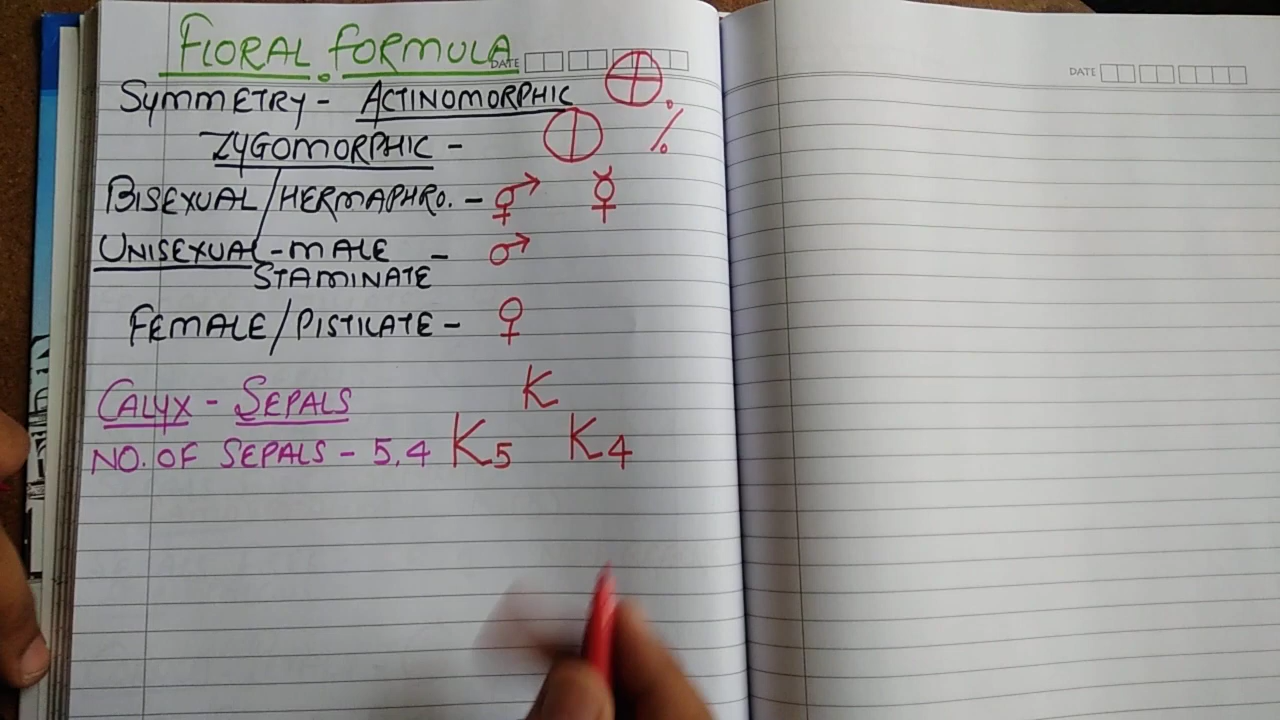 FLORAL FORMULA
DATE
SYMMETRY - ACTINOMORPHIC ⊕.
ZYGOMORPHIC - ⦶ %
BISEXUAL/HERMAPHRO. - ⚥ ☿
UNISEXUAL - MALE - ♂
STAMINATE
FEMALE/PISTILATE - ♀
CALYX - SEPALS K
NO. OF SEPALS - 5,4 K5 K4
DATE